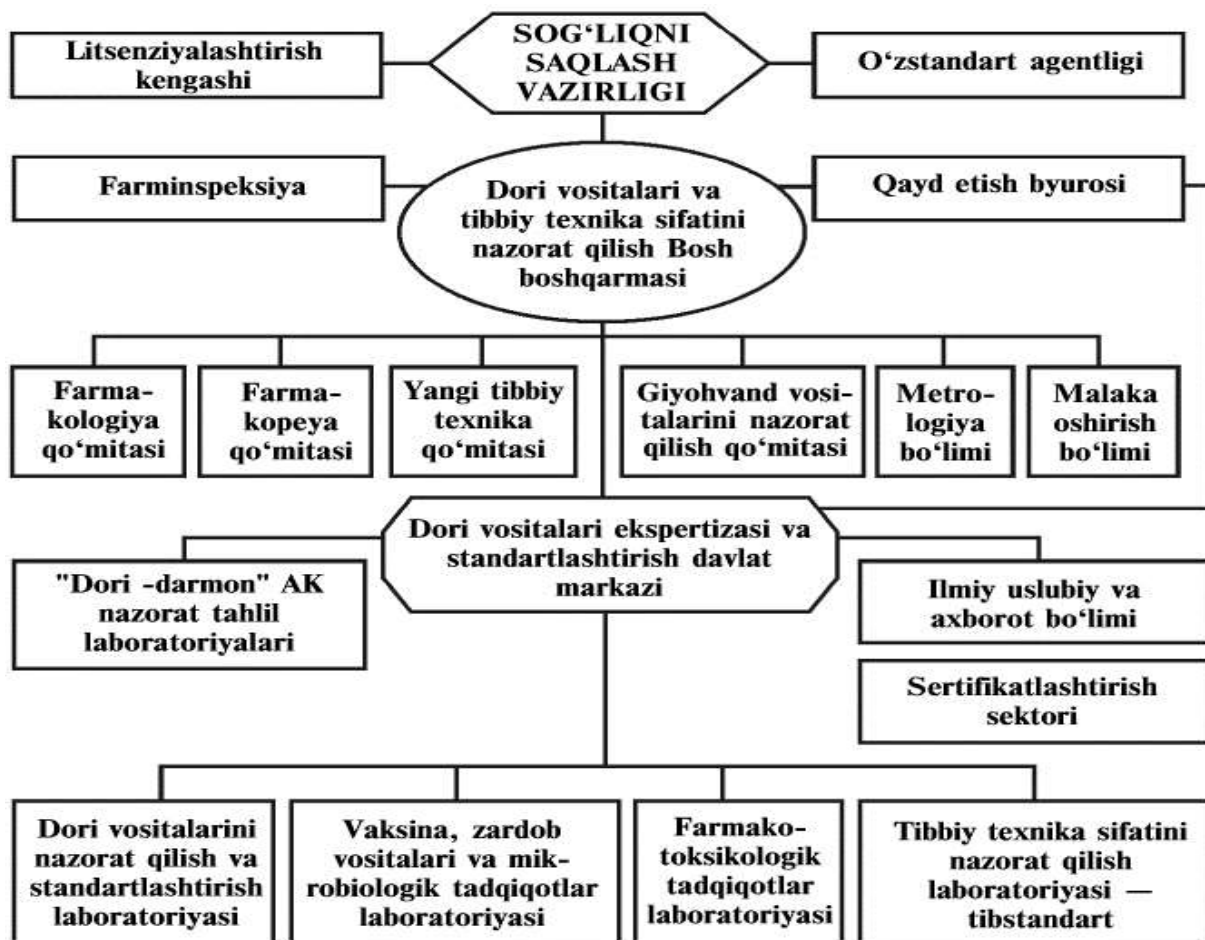 Litsenziyalashtirish
kengashi
SOG‘LIQNI
SAQLASH
VAZIRLIGI
O‘zstandart agentligi
Farminspeksiya
Dori vositalari va
tibbiy texnika sifatini
nazorat qilish Bosh
boshqarmasi
Qayd etish byurosi
Farma-
kologiya
qo‘mitasi
Farma-
kopeya
qo‘mitasi
Yangi tibbiy
texnika
qo‘mitasi
Giyohvand vosi-
talarini nazorat
qilish qo‘mitasi
Metro-
logiya
bo‘limi
Malaka
oshirish
bo‘limi
Dori vositalari ekspertizasi va
standartlashtirish davlat
markazi
"Dori -darmon" AK
nazorat tahlil
laboratoriyalari
Ilmiy uslubiy va
axborot bo‘limi
Sertifikatlashtirish
sektori
Dori vositalarini
nazorat qilish va
standartlashtirish
laboratoriyasi
Vaksina, zardob
vositalari va mik-
robiologik tadqiqotlar
laboratoriyasi
Farmako-
toksikologik
tadqiqotlar
laboratoriyasi
Tibbiy texnika sifatini
nazorat qilish
laboratoriyasi —
tibstandart